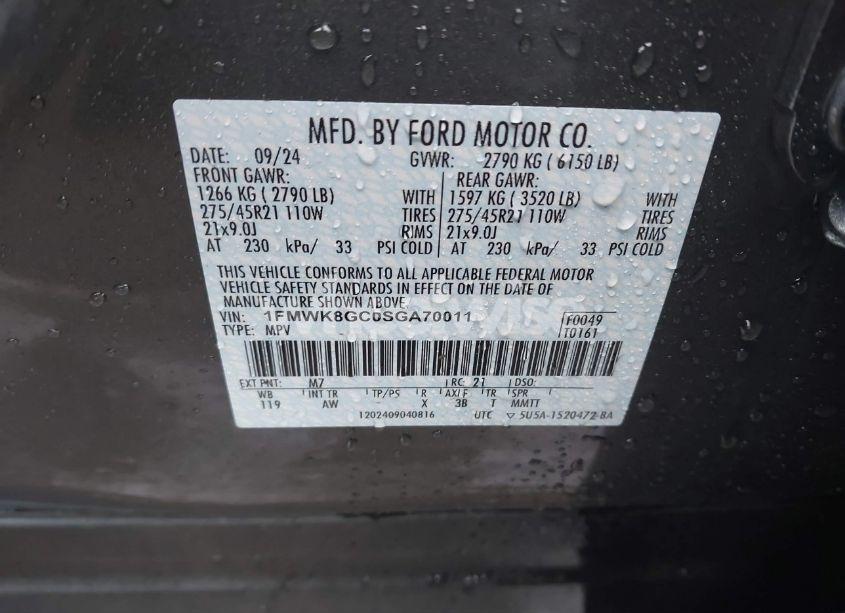 MFD. BY FORD MOTOR CO.
DATE: 09/24 GVWR: 2790 KG ( 6150 LB)
FRONT GAWR: REAR GAWR:
1266 KG ( 2790 LB) WITH 1597 KG ( 3520 LB) WITH
275/45R21 110W TIRES 275/45R21 110W TIRES
21x9.0J RIMS 21x9.0J RIMS
AT 230 kPa/ 33 PSI COLD AT 230 kPa/ 33 PSI COLD
THIS VEHICLE CONFORMS TO ALL APPLICABLE FEDERAL MOTOR
VEHICLE SAFETY STANDARDS IN EFFECT ON THE DATE OF
MANUFACTURE SHOWN ABOVE.
VIN: 1FMWK8GC0SGA70011 F0049
TYPE: MPV T0161
EXT PNT: M7 RC: 21 DSO:
WB INT TR TP/PS R AX/F TR SPR
119 AW - X 3B T MMTT
1202409040816 UTC ▽ 5U5A-1520472-BA